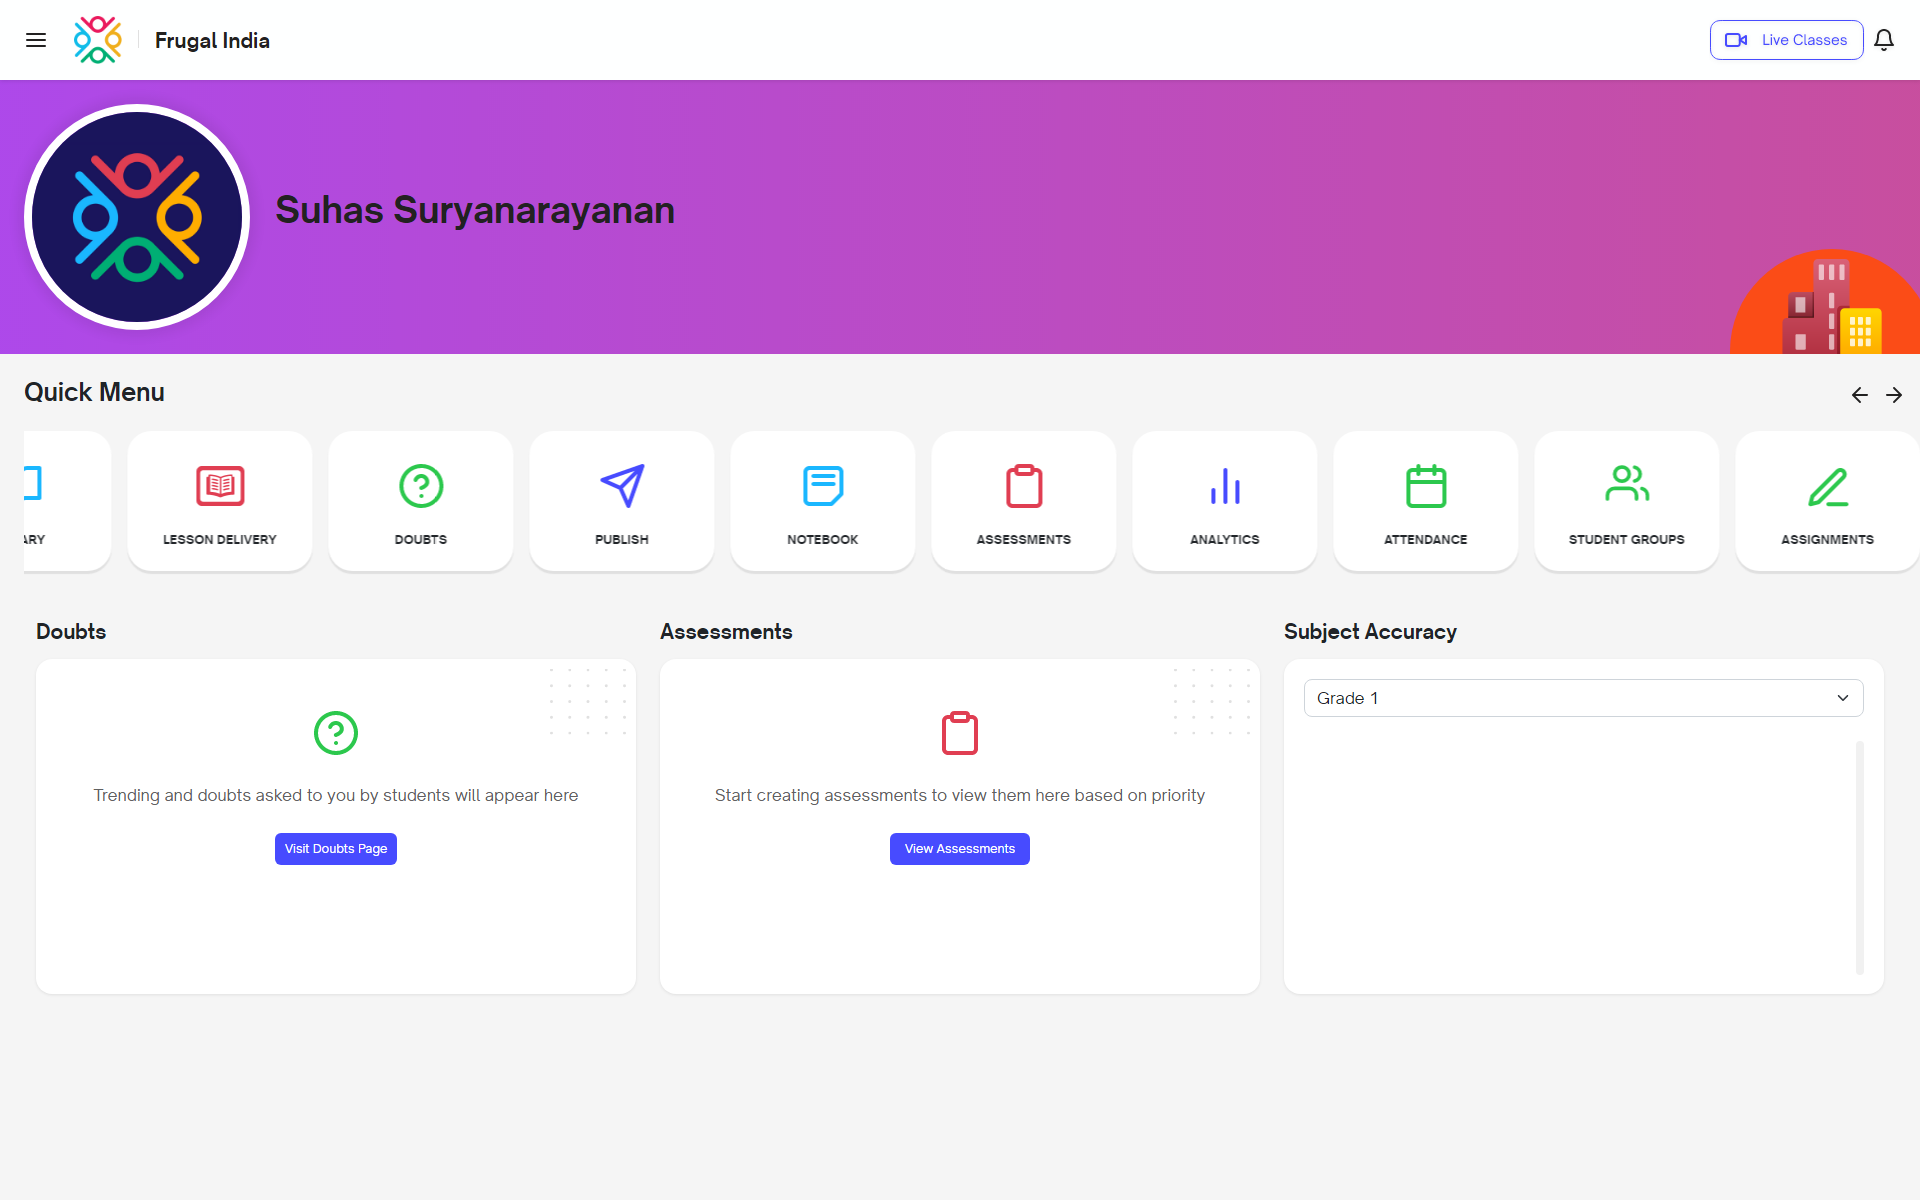 Frugal India
Live Classes
Suhas Suryanarayanan
Quick Menu
ARY
LESSON DELIVERY
DOUBTS
PUBLISH
NOTEBOOK
ASSESSMENTS
ANALYTICS
ATTENDANCE
STUDENT GROUPS
ASSIGNMENTS
Doubts
Trending and doubts asked to you by students will appear here
Visit Doubts Page
Assessments
Start creating assessments to view them here based on priority
View Assessments
Subject Accuracy
Grade 1